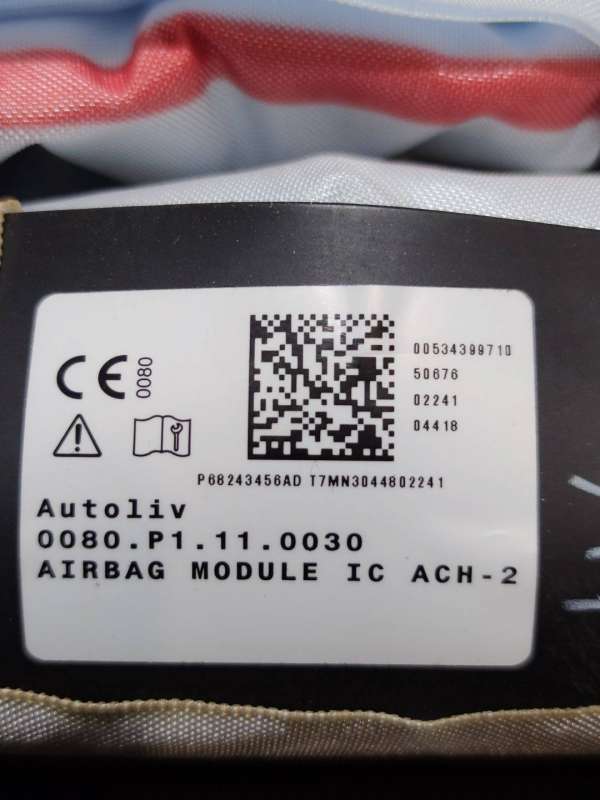 CE 0080
00534399710
50676
02241
04418
P68243456AD T7MN3044802241
Autoliv
0080.P1.11.0030
AIRBAG MODULE IC ACH-2